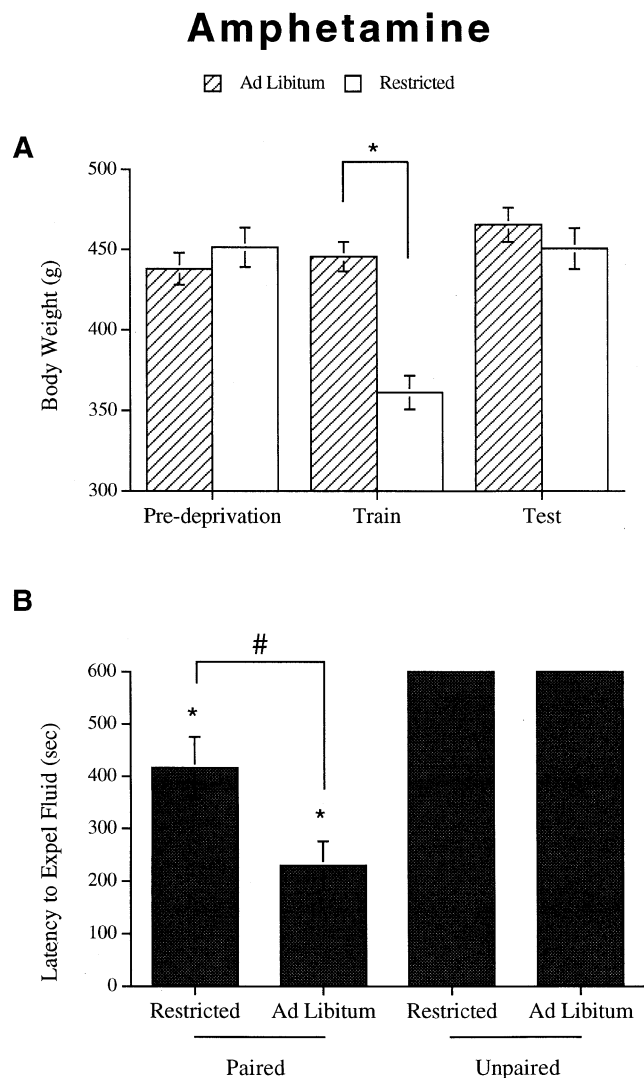 Amphetamine
Ad Libitum Restricted
A
*
500
450
400
350
300
Body Weight (g)
Pre-deprivation Train Test
B
#
*
*
600
500
400
300
200
100
0
Latency to Expel Fluid (sec)
Restricted Ad Libitum Restricted Ad Libitum
Paired Unpaired